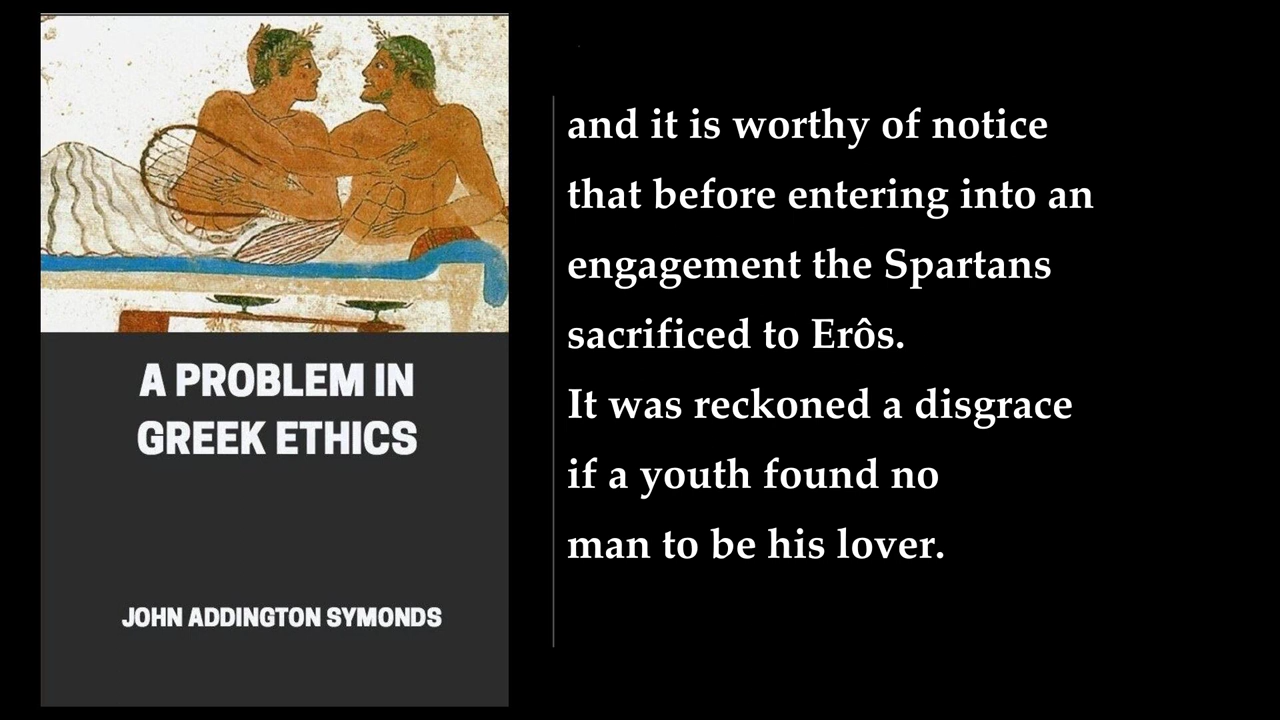 A PROBLEM IN
GREEK ETHICS
JOHN ADDINGTON SYMONDS
and it is worthy of notice
that before entering into an
engagement the Spartans
sacrificed to Erôs.
It was reckoned a disgrace
if a youth found no
man to be his lover.